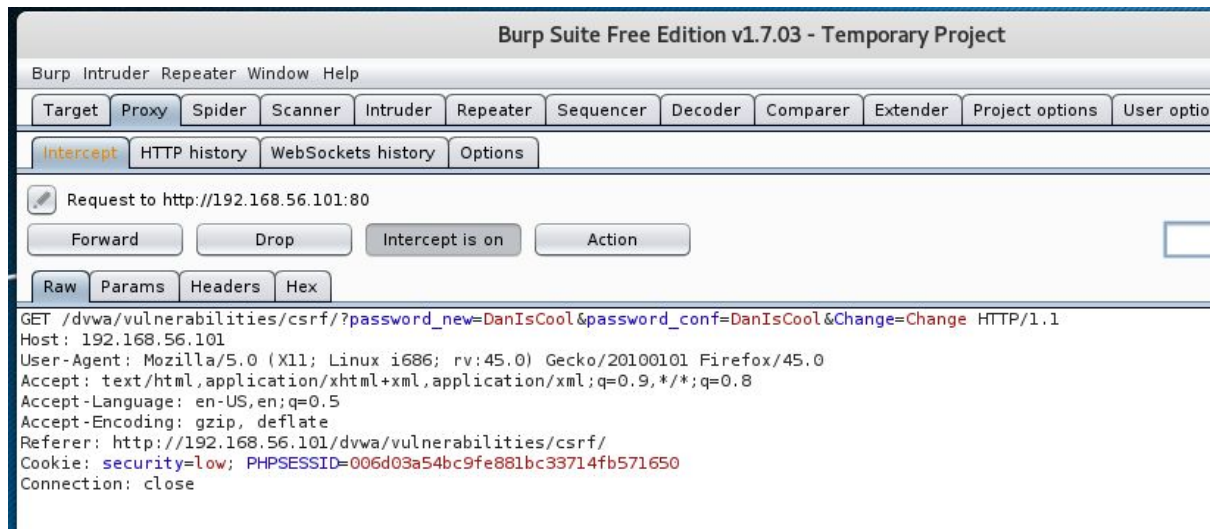 Burp Suite Free Edition v1.7.03 - Temporary Project
Burp Intruder Repeater Window Help
Target Proxy Spider Scanner Intruder Repeater Sequencer Decoder Comparer Extender Project options User optio
Intercept HTTP history WebSockets history Options
Request to http://192.168.56.101:80
Forward Drop Intercept is on Action
Raw Params Headers Hex
GET /dvwa/vulnerabilities/csrf/?password_new=DanIsCool&password_conf=DanIsCool&Change=Change HTTP/1.1
Host: 192.168.56.101
User-Agent: Mozilla/5.0 (X11; Linux i686; rv:45.0) Gecko/20100101 Firefox/45.0
Accept: text/html,application/xhtml+xml,application/xml;q=0.9,*/*;q=0.8
Accept-Language: en-US,en;q=0.5
Accept-Encoding: gzip, deflate
Referer: http://192.168.56.101/dvwa/vulnerabilities/csrf/
Cookie: security=low; PHPSESSID=006d03a54bc9fe881bc33714fb571650
Connection: close